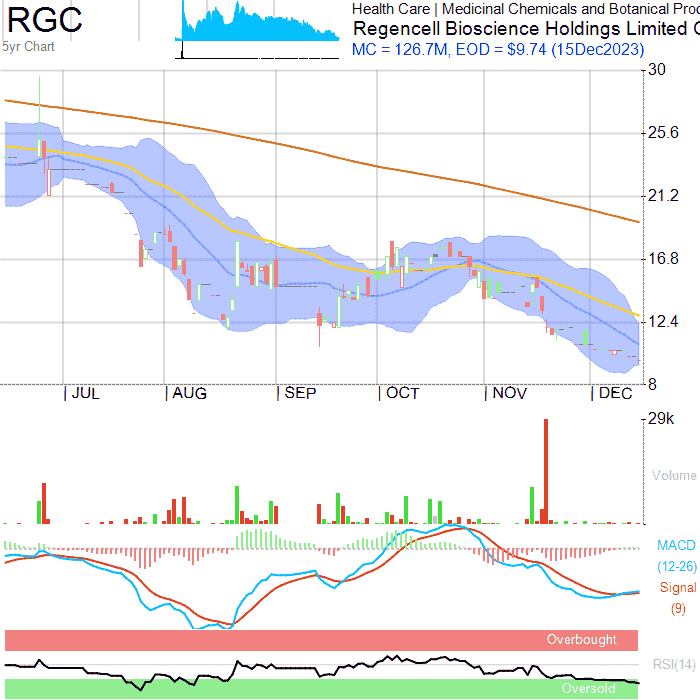 RGC
5yr Chart
Health Care | Medicinal Chemicals and Botanical Prod
Regencell Bioscience Holdings Limited
MC = 126.7M, EOD = $9.74 (15Dec2023)
30
25.6
21.2
16.8
12.4
8
JUL AUG SEP OCT NOV DEC
29k
Volume
MACD
(12-26)
Signal
(9)
Overbought
RSI(14)
Oversold